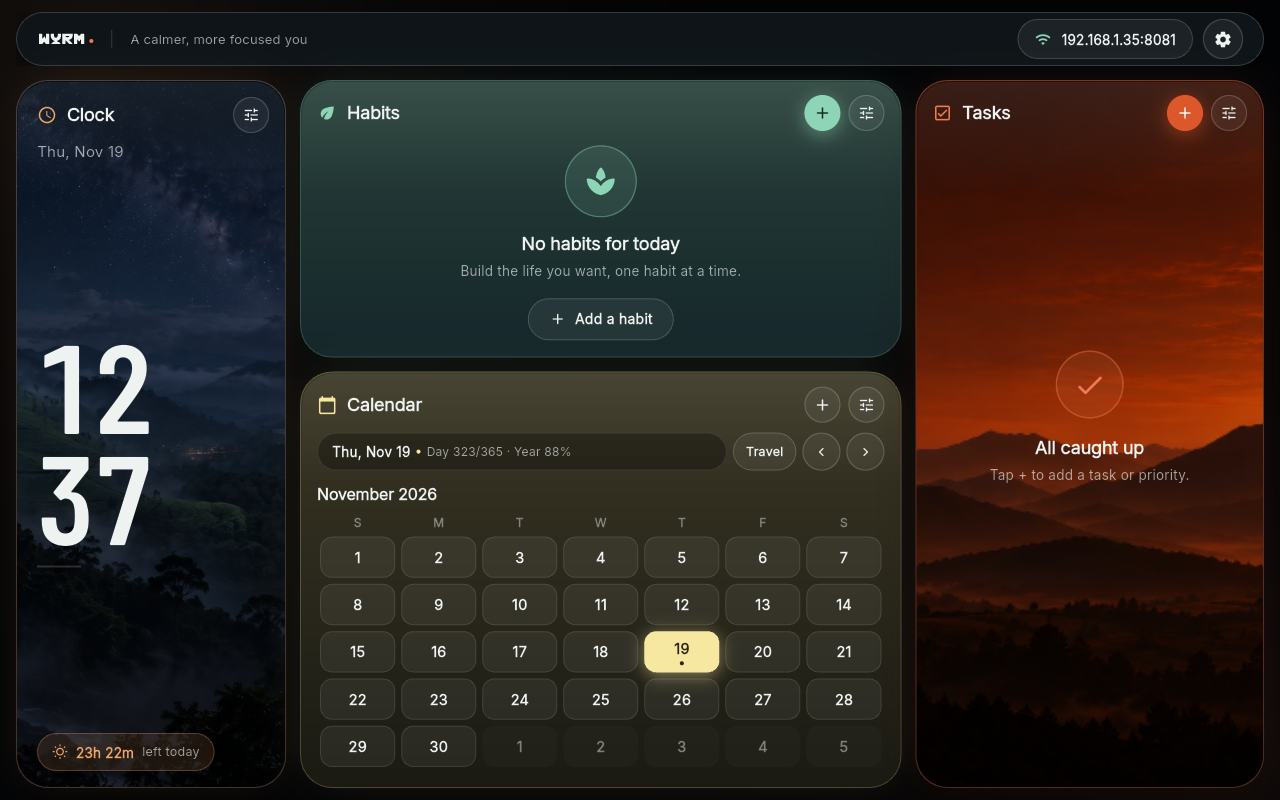 WYRM
A calmer, more focused you
192.168.1.35:8081
Clock
Thu, Nov 19
12
37
23h 22m left today
Habits
No habits for today
Build the life you want, one habit at a time.
+ Add a habit
Calendar
Thu, Nov 19 • Day 323/365 · Year 88%
Travel
November 2026
S M T W T F S
1 2 3 4 5 6 7
8 9 10 11 12 13 14
15 16 17 18 19 20 21
22 23 24 25 26 27 28
29 30 1 2 3 4 5
Tasks
All caught up
Tap + to add a task or priority.